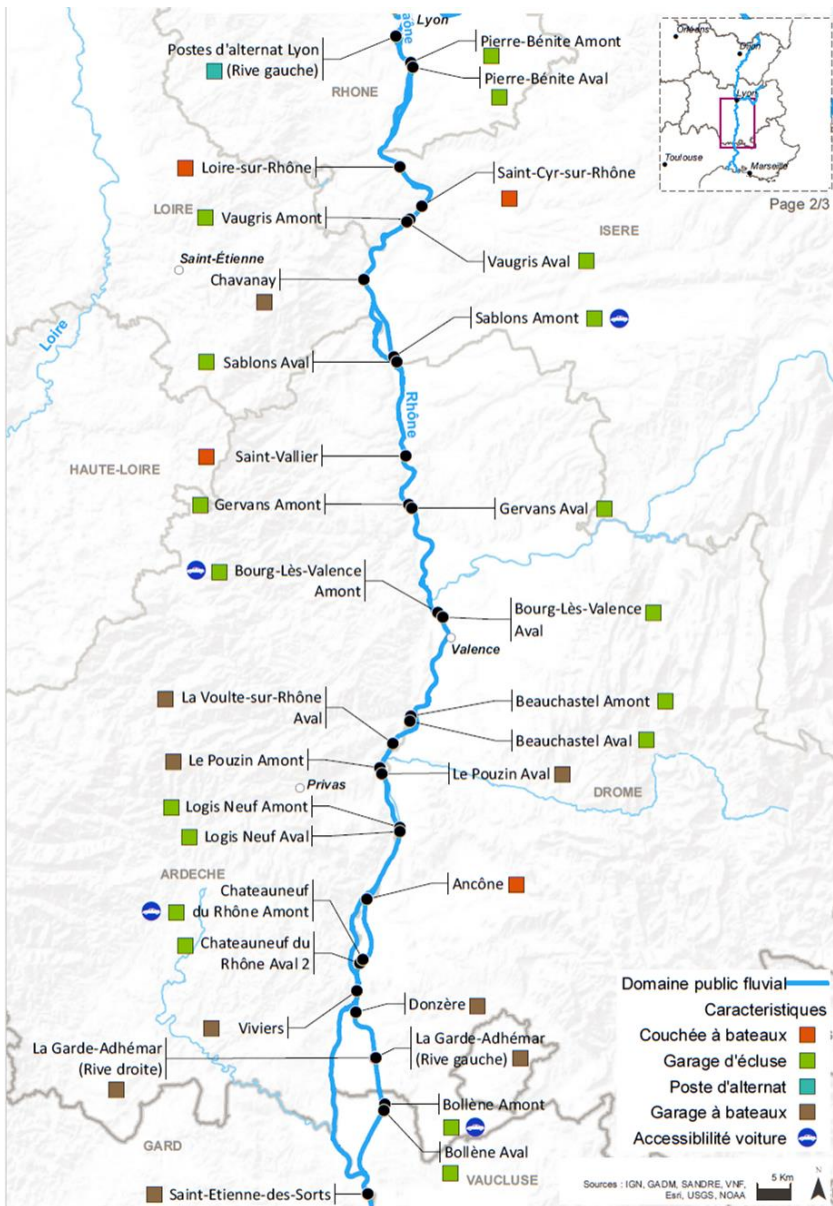 Lyon
Saône
Postes d'alternat Lyon
(Rive gauche)
Pierre-Bénite Amont
Pierre-Bénite Aval
RHONE
Orléans
Dijon
Lyon
Toulouse
Marseille
Page 2/3
Loire-sur-Rhône
Saint-Cyr-sur-Rhône
LOIRE
Vaugris Amont
ISERE
Vaugris Aval
Saint-Étienne
Chavanay
Sablons Amont
Loire
Sablons Aval
Rhône
HAUTE-LOIRE
Saint-Vallier
Gervans Amont
Gervans Aval
Bourg-Lès-Valence
Amont
Bourg-Lès-Valence
Aval
Valence
La Voulte-sur-Rhône
Aval
Beauchastel Amont
Beauchastel Aval
Le Pouzin Amont
Le Pouzin Aval
Privas
DROME
Logis Neuf Amont
Logis Neuf Aval
ARDECHE
Ancône
Chateauneuf
du Rhône Amont
Chateauneuf du
Rhône Aval 2
Donzère
Viviers
La Garde-Adhémar
(Rive droite)
La Garde-Adhémar
(Rive gauche)
Bollène Amont
Bollène Aval
GARD
VAUCLUSE
Saint-Etienne-des-Sorts
Domaine public fluvial
Caracteristiques
Couchée à bateaux
Garage d'écluse
Poste d'alternat
Garage à bateaux
Accessiblilité voiture
Sources : IGN, GADM, SANDRE, VNF,
Esri, USGS, NOAA
5 Km
N